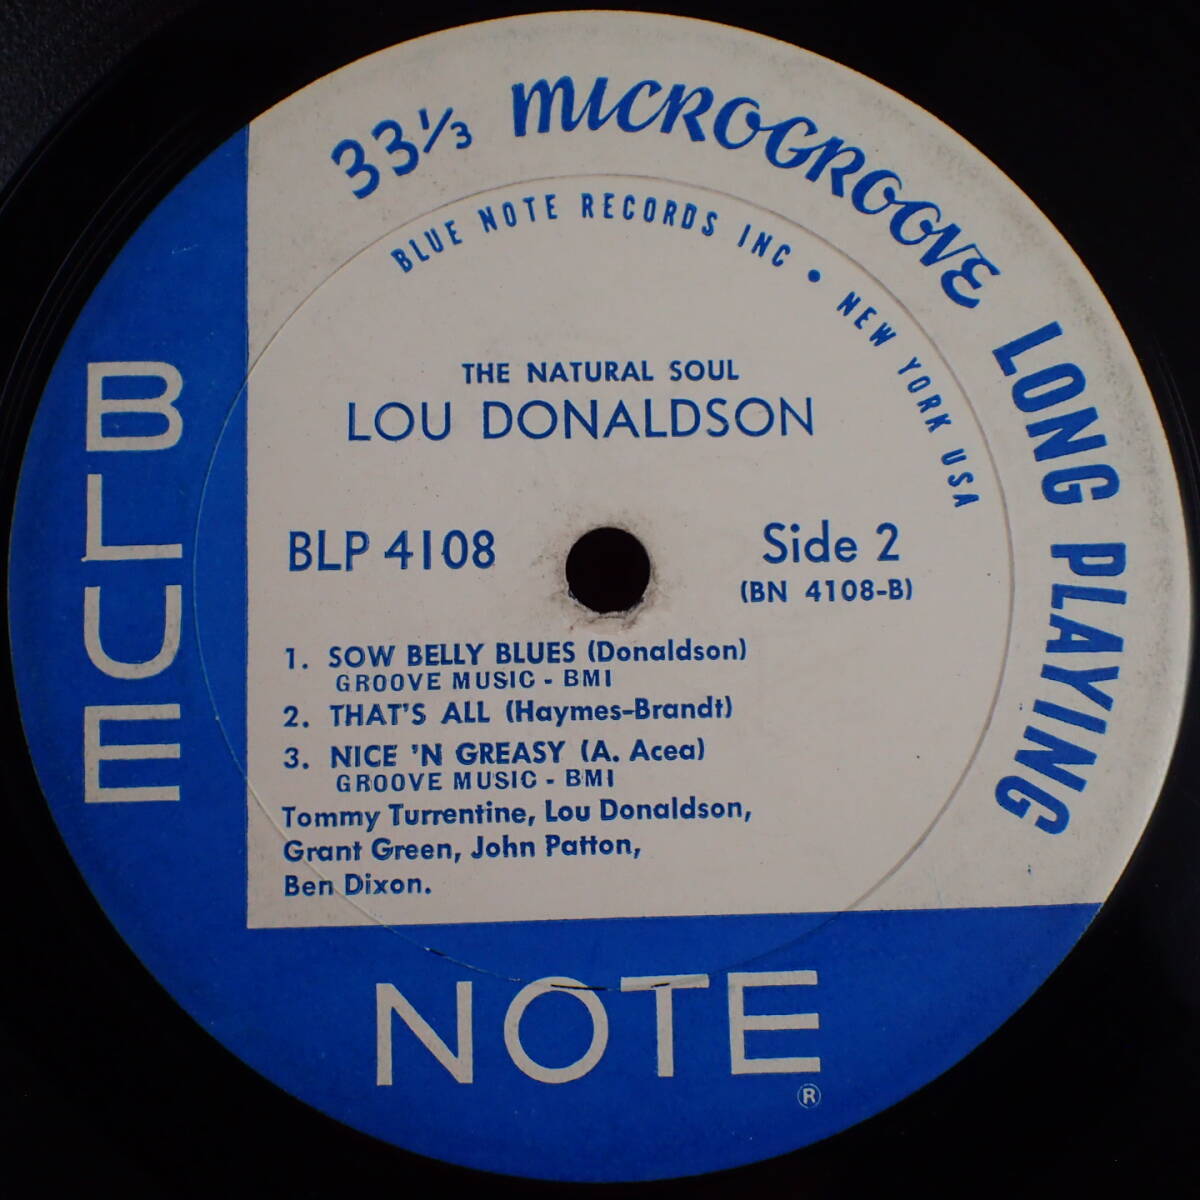 33⅓ MICROGROOVE LONG PLAYING
BLUE NOTE RECORDS INC • NEW YORK USA
THE NATURAL SOUL
LOU DONALDSON
BLP 4108
Side 2
(BN 4108-B)
1. SOW BELLY BLUES (Donaldson)
GROOVE MUSIC - BMI
2. THAT'S ALL (Haymes-Brandt)
3. NICE 'N GREASY (A. Acea)
GROOVE MUSIC - BMI
Tommy Turrentine, Lou Donaldson,
Grant Green, John Patton,
Ben Dixon.
BLUE
NOTE
®